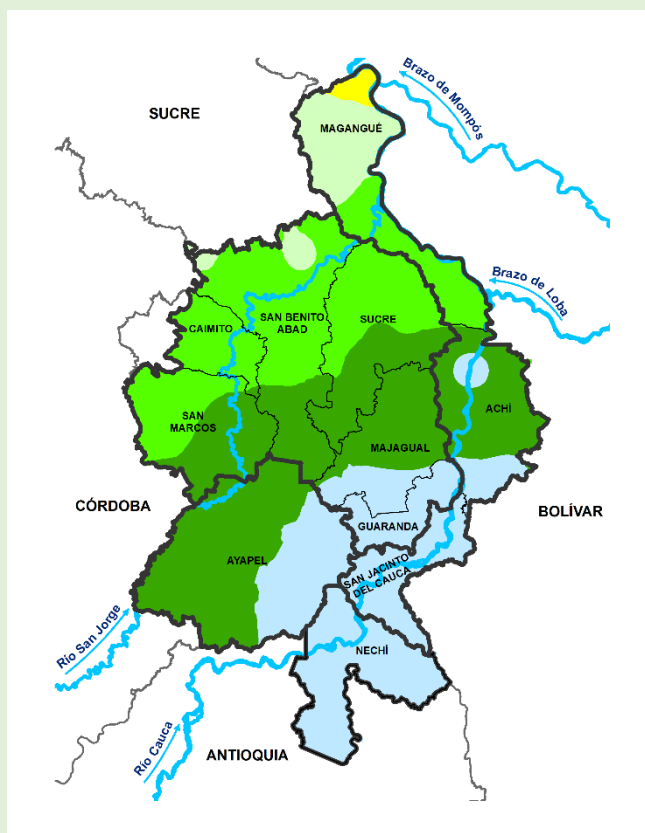 Brazo de Mompós
SUCRE
MAGANGUÉ
Brazo de Loba
SAN BENITO
ABAD
SUCRE
CAIMITO
SAN
MARCOS
ACHÍ
MAJAGUAL
CÓRDOBA
BOLÍVAR
GUARANDA
AYAPEL
SAN JACINTO
DEL CAUCA
Río San Jorge
NECHÍ
Río Cauca
ANTIOQUIA